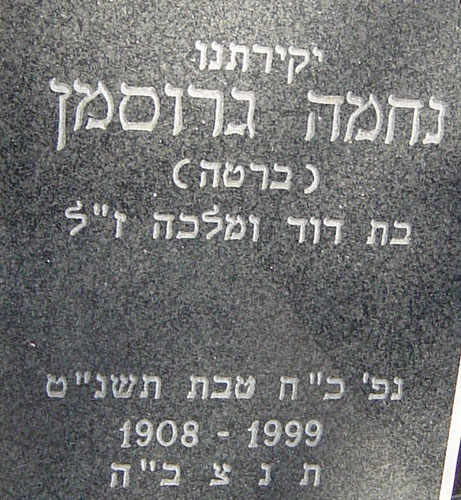 יקירתנו
נחמה גרוסמן
(ברטה)
בת דוד ומלכה ז"ל
נפ' כ"ח טבת תשנ"ט
1908 - 1999
ת נ צ ב"ה